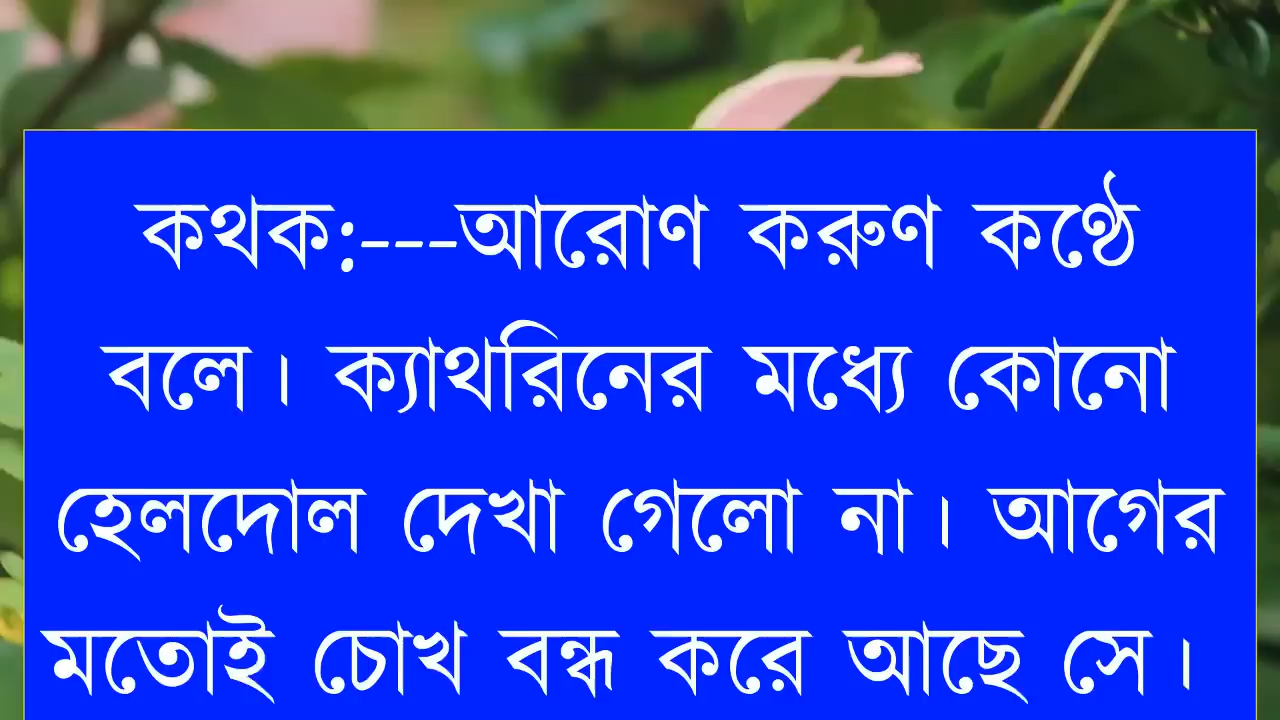 কথক:---আরোণ করুণ কণ্ঠে
বলে। ক্যাথরিনের মধ্যে কোনো
হেলদোল দেখা গেলো না। আগের
মতোই চোখ বন্ধ করে আছে সে।